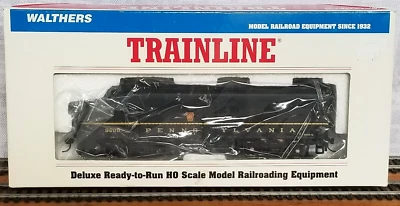 WALTHERS
MODEL RAILROAD EQUIPMENT SINCE 1932
TRAINLINE
PENNSYLVANIA
Deluxe Ready-to-Run HO Scale Model Railroading Equipment